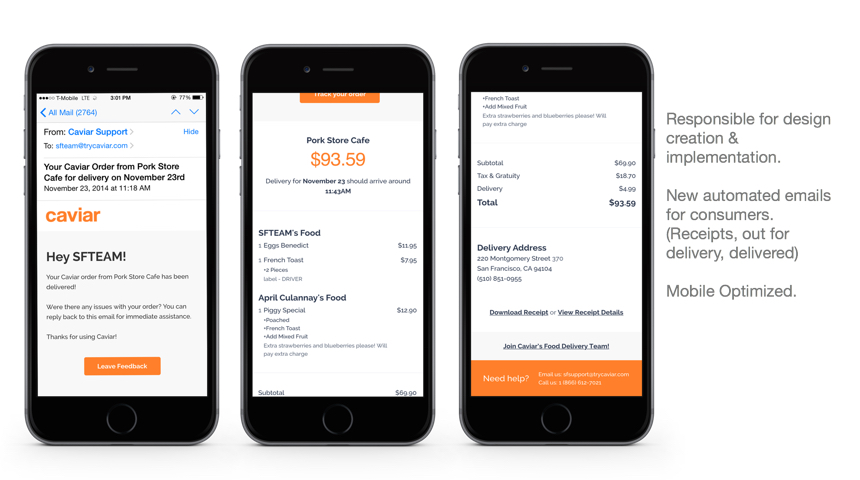 T-Mobile LTE 3:01 PM 77%
All Mail (2764)
From: Caviar Support Hide
To: sfteam@trycaviar.com
Your Caviar Order from Pork Store
Cafe for delivery on November 23rd
November 23, 2014 at 11:18 AM
caviar
Hey SFTEAM!
Your Caviar order from Pork Store Cafe has been
delivered!
Were there any issues with your order? You can
reply back to this email for immediate assistance.
Thanks for using Caviar!
Leave Feedback
Track your order
Pork Store Cafe
$93.59
Delivery for November 23 should arrive around
11:43AM
SFTEAM's Food
1 Eggs Benedict $11.95
1 French Toast $7.95
•2 Pieces
label - DRIVER
April Culannay's Food
1 Piggy Special $12.90
•Poached
•French Toast
•Add Mixed Fruit
Extra strawberries and blueberries please! Will
pay extra charge
Subtotal $69.90
•French Toast
•Add Mixed Fruit
Extra strawberries and blueberries please! Will
pay extra charge
Subtotal $69.90
Tax & Gratuity $18.70
Delivery $4.99
Total $93.59
Delivery Address
220 Montgomery Street 370
San Francisco, CA 94104
(510) 851-0955
Download Receipt or View Receipt Details
Join Caviar's Food Delivery Team!
Need help?
Email us: sfsupport@trycaviar.com
Call us: 1 (866) 612-7021
Responsible for design
creation &
implementation.
New automated emails
for consumers.
(Receipts, out for
delivery, delivered)
Mobile Optimized.